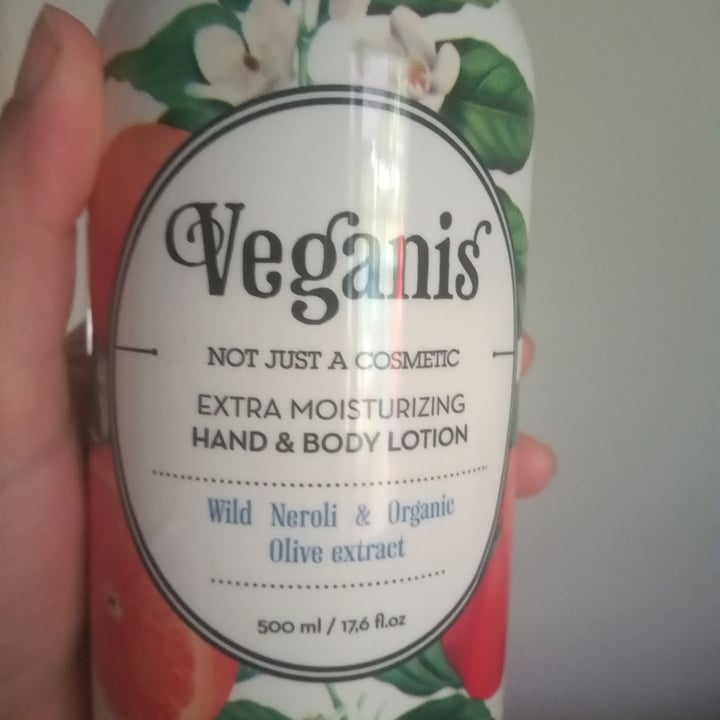 Veganis
NOT JUST A COSMETIC
EXTRA MOISTURIZING
HAND & BODY LOTION
Wild Neroli & Organic
Olive extract
500 ml / 17,6 fl.oz